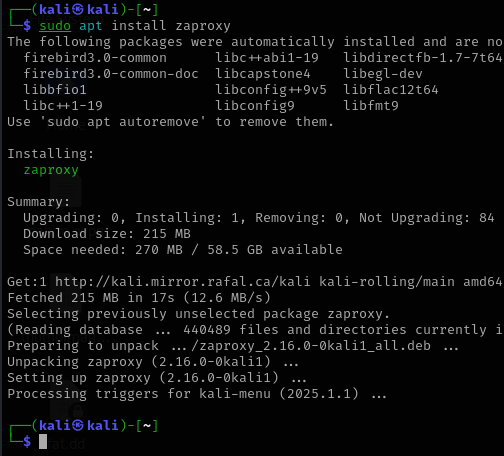 ┌──(kali㉿kali)-[~]
└─$ sudo apt install zaproxy
The following packages were automatically installed and are no
  firebird3.0-common      libc++abi1-19   libdirectfb-1.7-7t64
  firebird3.0-common-doc  libcapstone4    libegl-dev
  libbfio1                libconfig++9v5  libflac12t64
  libc++1-19              libconfig9      libfmt9
Use 'sudo apt autoremove' to remove them.
Installing:
  zaproxy
Summary:
  Upgrading: 0, Installing: 1, Removing: 0, Not Upgrading: 84
  Download size: 215 MB
  Space needed: 270 MB / 58.5 GB available
Get:1 http://kali.mirror.rafal.ca/kali kali-rolling/main amd64
Fetched 215 MB in 17s (12.6 MB/s)
Selecting previously unselected package zaproxy.
(Reading database ... 440489 files and directories currently i
Preparing to unpack .../zaproxy_2.16.0-0kali1_all.deb ...
Unpacking zaproxy (2.16.0-0kali1) ...
Setting up zaproxy (2.16.0-0kali1) ...
Processing triggers for kali-menu (2025.1.1) ...
┌──(kali㉿kali)-[~]
└─$